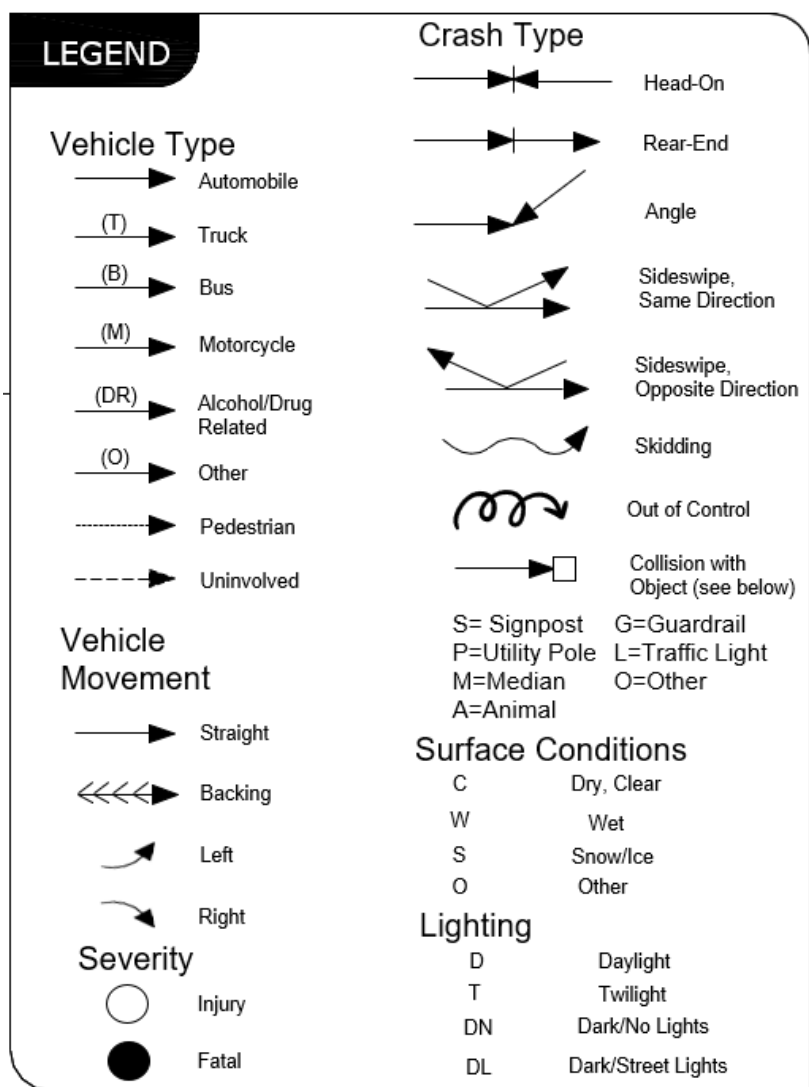 LEGEND
Vehicle Type
Automobile
(T) Truck
(B) Bus
(M) Motorcycle
(DR) Alcohol/Drug
Related
(O) Other
Pedestrian
Uninvolved
Vehicle
Movement
Straight
Backing
Left
Right
Severity
Injury
Fatal
Crash Type
Head-On
Rear-End
Angle
Sideswipe,
Same Direction
Sideswipe,
Opposite Direction
Skidding
Out of Control
Collision with
Object (see below)
S= Signpost G=Guardrail
P=Utility Pole L=Traffic Light
M=Median O=Other
A=Animal
Surface Conditions
C Dry, Clear
W Wet
S Snow/Ice
O Other
Lighting
D Daylight
T Twilight
DN Dark/No Lights
DL Dark/Street Lights